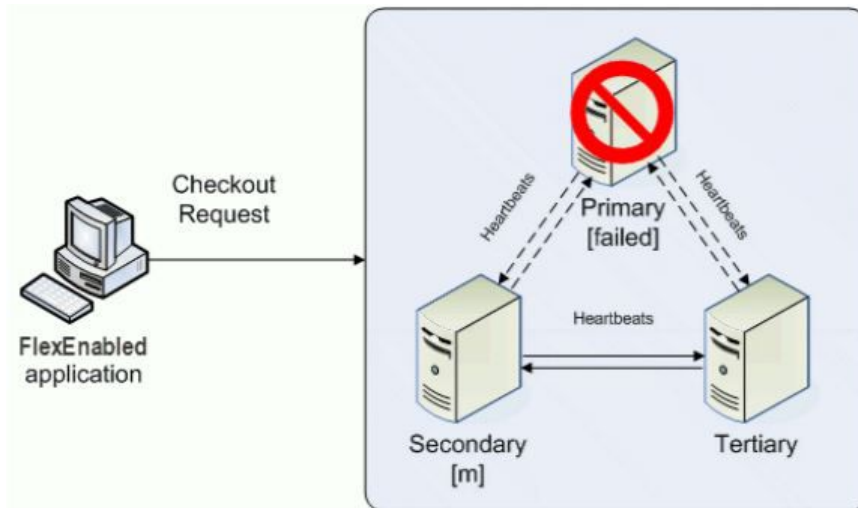 Checkout
Request
FlexEnabled
application
Primary
[failed]
Heartbeats
Heartbeats
Heartbeats
Secondary
[m]
Tertiary